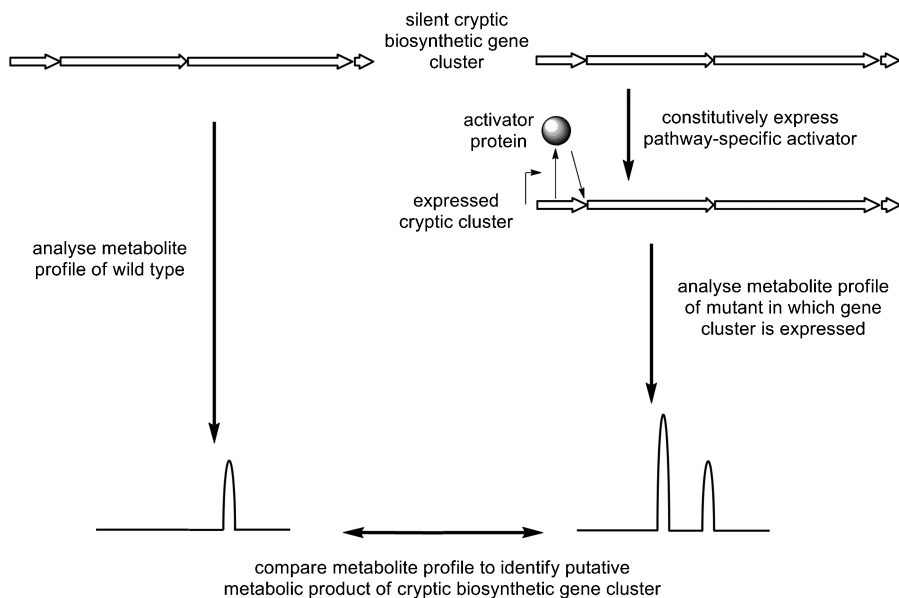 silent cryptic
biosynthetic gene
cluster
activator
protein
constitutively express
pathway-specific activator
expressed
cryptic cluster
analyse metabolite
profile of wild type
analyse metabolite profile
of mutant in which gene
cluster is expressed
compare metabolite profile to identify putative
metabolic product of cryptic biosynthetic gene cluster